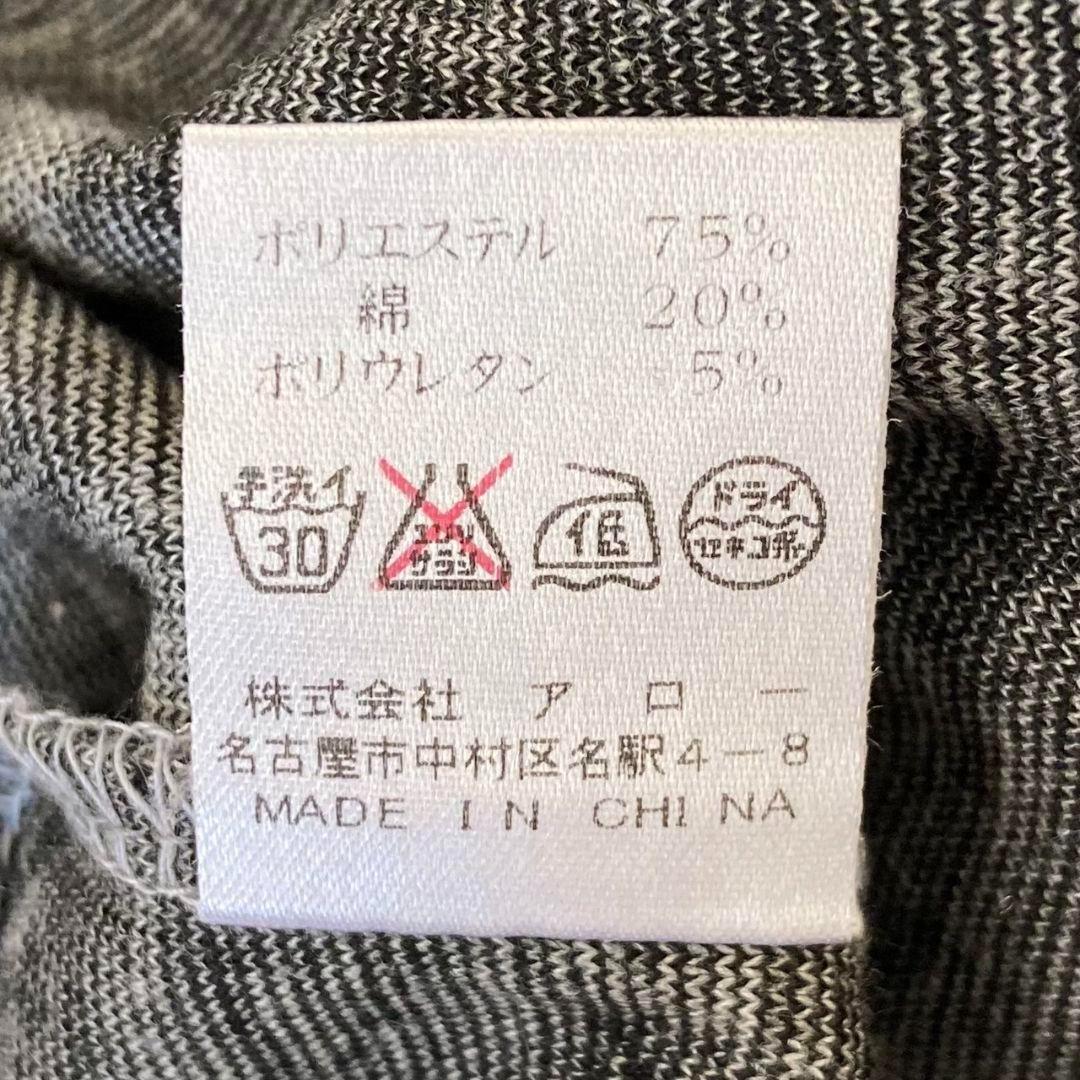 ポリエステル 75%
綿 20%
ポリウレタン 5%
手洗イ 30
エンソ サラシ
低
ドライ セキユ系
株式会社 アロー
名古屋市中村区名駅4-8
MADE IN CHINA